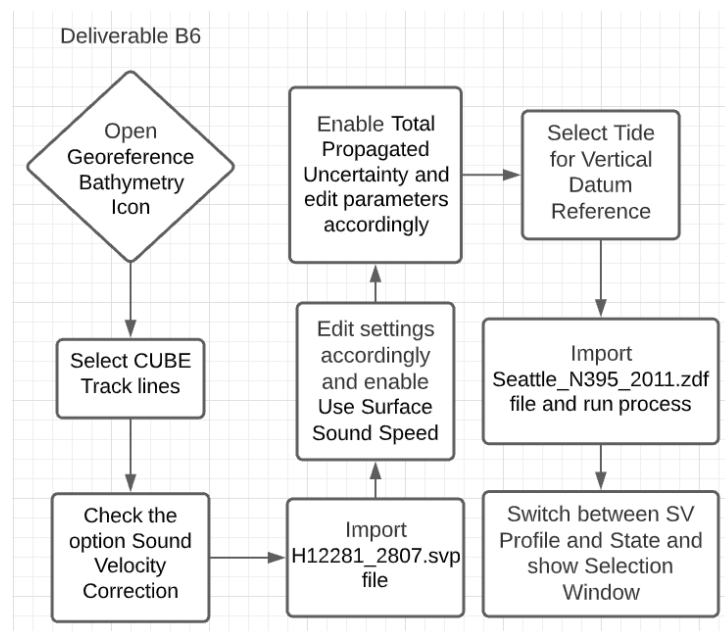 Deliverable B6
Open
Georeference
Bathymetry
Icon
Select CUBE
Track lines
Check the
option Sound
Velocity
Correction
Import
H12281_2807.svp
file
Edit settings
accordingly
and enable
Use Surface
Sound Speed
Enable Total
Propagated
Uncertainty and
edit parameters
accordingly
Select Tide
for Vertical
Datum
Reference
Import
Seattle_N395_2011.zdf
file and run process
Switch between SV
Profile and State and
show Selection
Window